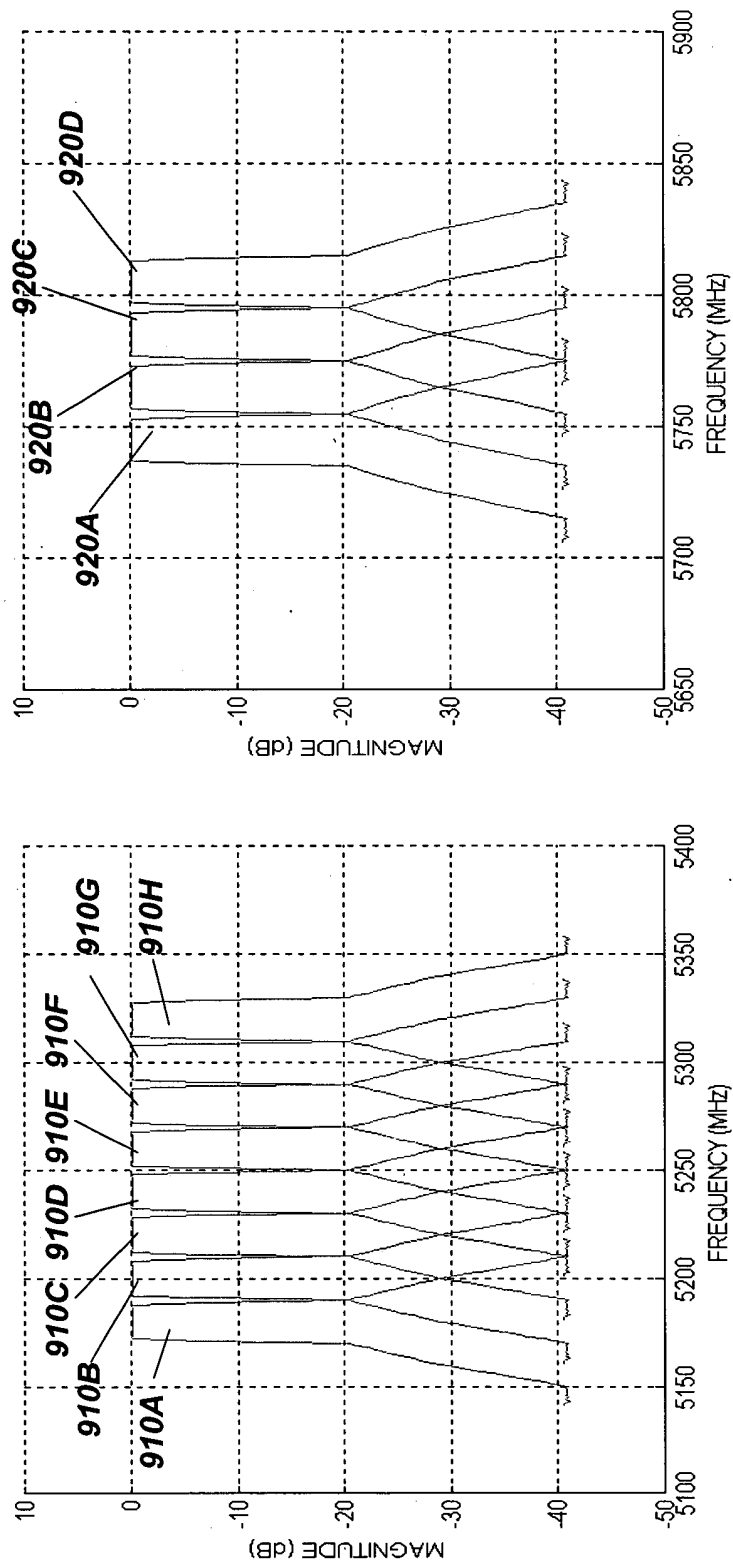 910A
910B
910C
910D
910E
910F
910G
910H
10
0
-10
-20
-30
-40
-50
MAGNITUDE (dB)
5100
5150
5200
5250
5300
5350
5400
FREQUENCY (MHz)
920A
920B
920C
920D
10
0
-10
-20
-30
-40
-50
MAGNITUDE (dB)
5650
5700
5750
5800
5850
5900
FREQUENCY (MHz)